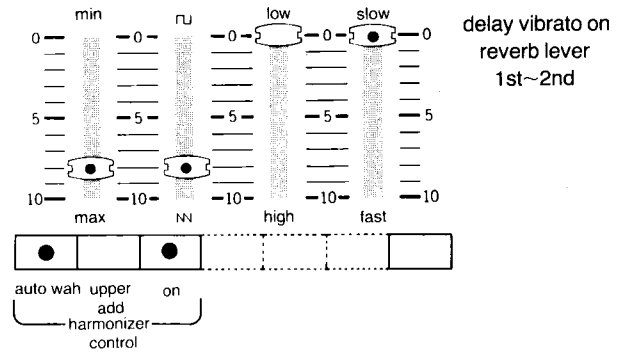 min low slow
0 0 0 0 0
5 5 5 5 5
10 10 10 10 10
max high fast
delay vibrato on
reverb lever
1st~2nd
auto wah upper on
add
harmonizer
control